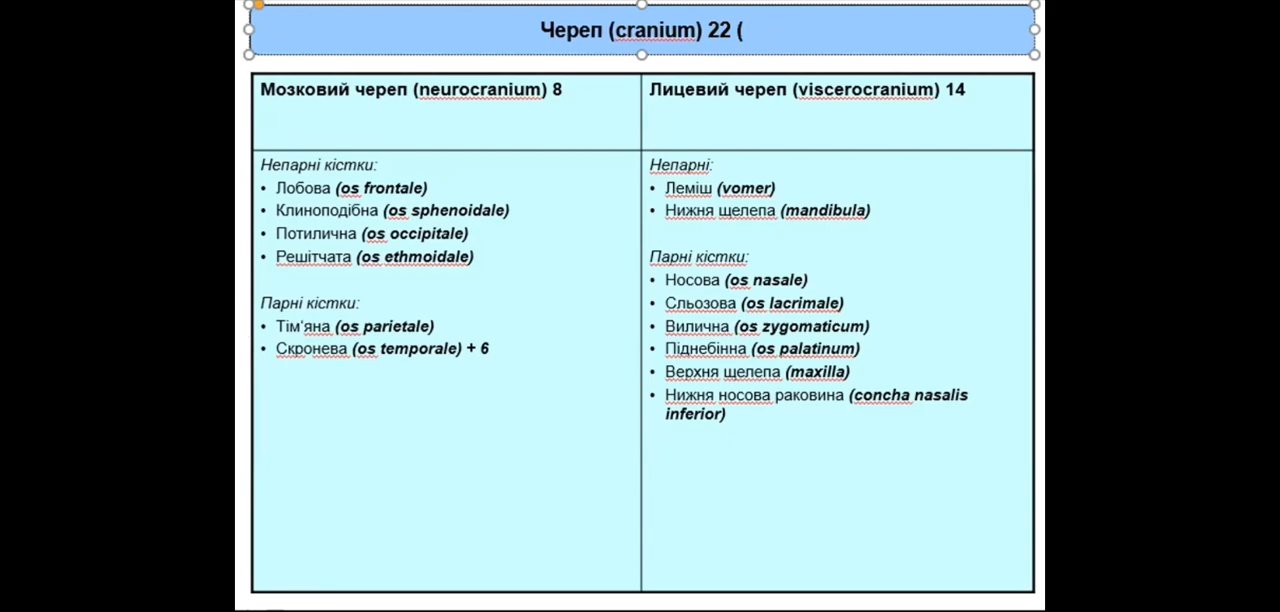 Череп (cranium) 22 (
Мозковий череп (neurocranium) 8
Непарні кістки:
• Лобова (os frontale)
• Клиноподібна (os sphenoidale)
• Потилична (os occipitale)
• Решітчата (os ethmoidale)
Парні кістки:
• Тім‘яна (os parietale)
• Скронева (os temporale) + 6
Лицевий череп (viscerocranium) 14
Непарні:
• Леміш (vomer)
• Нижня щелепа (mandibula)
Парні кістки:
• Носова (os nasale)
• Сльозова (os lacrimale)
• Вилична (os zygomaticum)
• Піднебінна (os palatinum)
• Верхня щелепа (maxilla)
• Нижня носова раковина (concha nasalis
inferior)